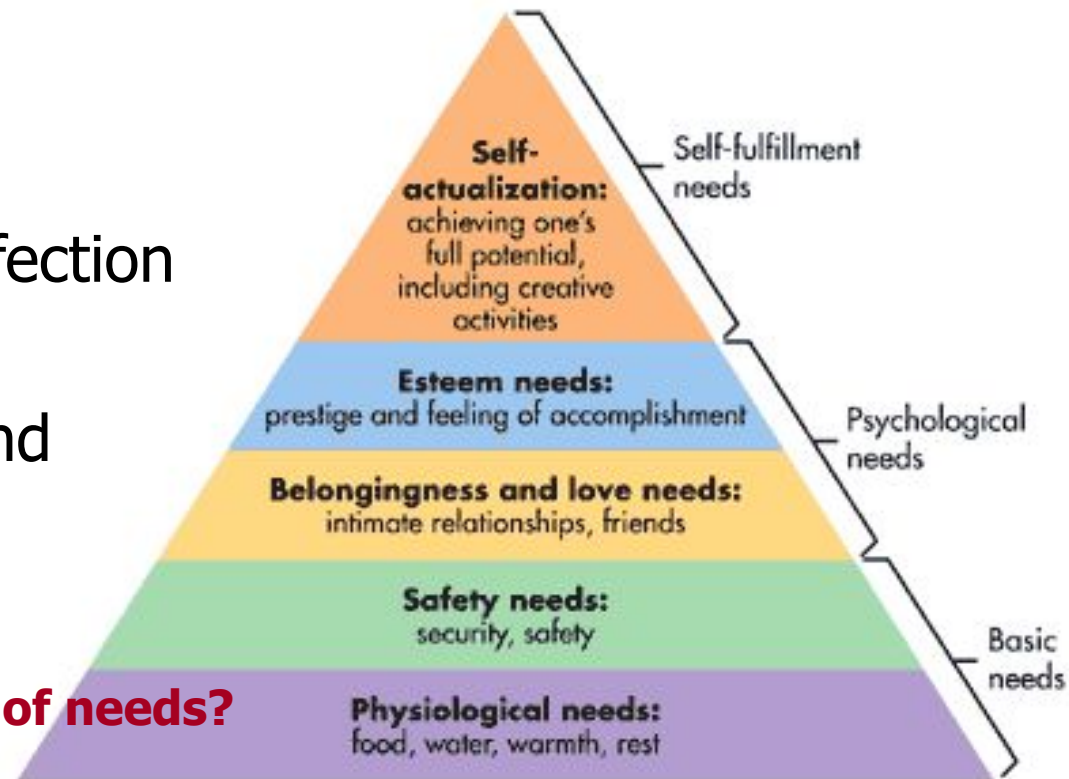 Self-
actualization:
achieving one's
full potential,
including creative
activities
Self-fulfillment
needs
fection
Esteem needs:
prestige and feeling of accomplishment
nd
Psychological
needs
Belongingness and love needs:
intimate relationships, friends
Safety needs:
security, safety
Basic
needs
of needs?
Physiological needs:
food, water, warmth, rest